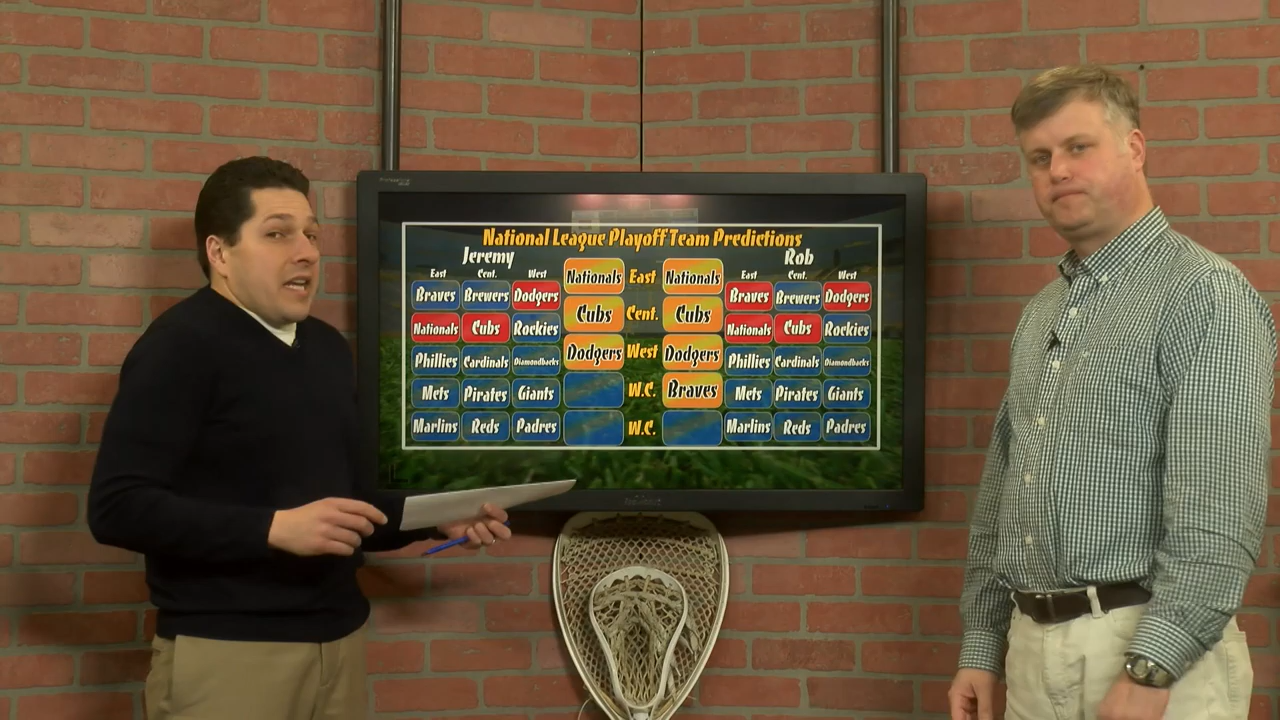 National League Playoff Team Predictions
Jeremy Rob
East Cent. West Nationals East Nationals East Cent. West
Braves Brewers Dodgers Cubs Cent. Cubs Braves Brewers Dodgers
Nationals Cubs Rockies Dodgers West Dodgers Nationals Cubs Rockies
Phillies Cardinals Diamondbacks Phillies Cardinals Diamondbacks
Mets Pirates Giants W.C. Braves Mets Pirates Giants
Marlins Reds Padres W.C. Marlins Reds Padres